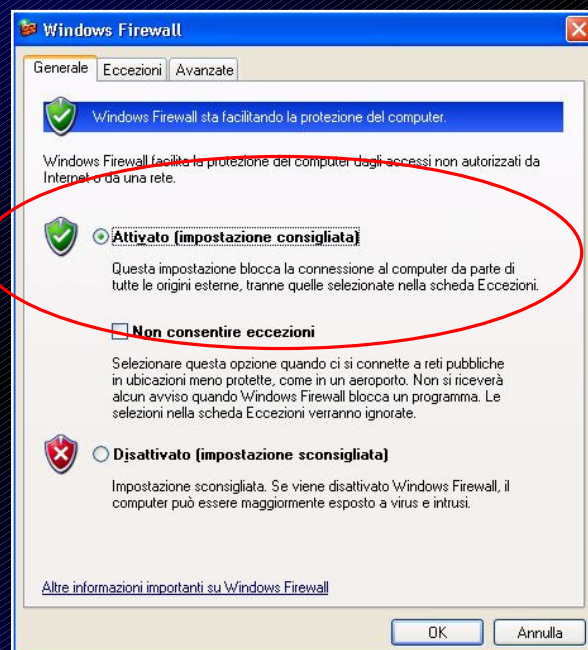 Windows Firewall
Generale Eccezioni Avanzate
Windows Firewall sta facilitando la protezione del computer.
Windows Firewall facilita la protezione del computer dagli accessi non autorizzati da
Internet o da una rete.
Attivato (impostazione consigliata)
Questa impostazione blocca la connessione al computer da parte di
tutte le origini esterne, tranne quelle selezionate nella scheda Eccezioni.
Non consentire eccezioni
Selezionare questa opzione quando ci si connette a reti pubbliche
in ubicazioni meno protette, come in un aeroporto. Non si riceverà
alcun avviso quando Windows Firewall blocca un programma. Le
selezioni nella scheda Eccezioni verranno ignorate.
Disattivato (impostazione sconsigliata)
Impostazione sconsigliata. Se viene disattivato Windows Firewall, il
computer può essere maggiormente esposto a virus e intrusi.
Altre informazioni importanti su Windows Firewall
OK Annulla